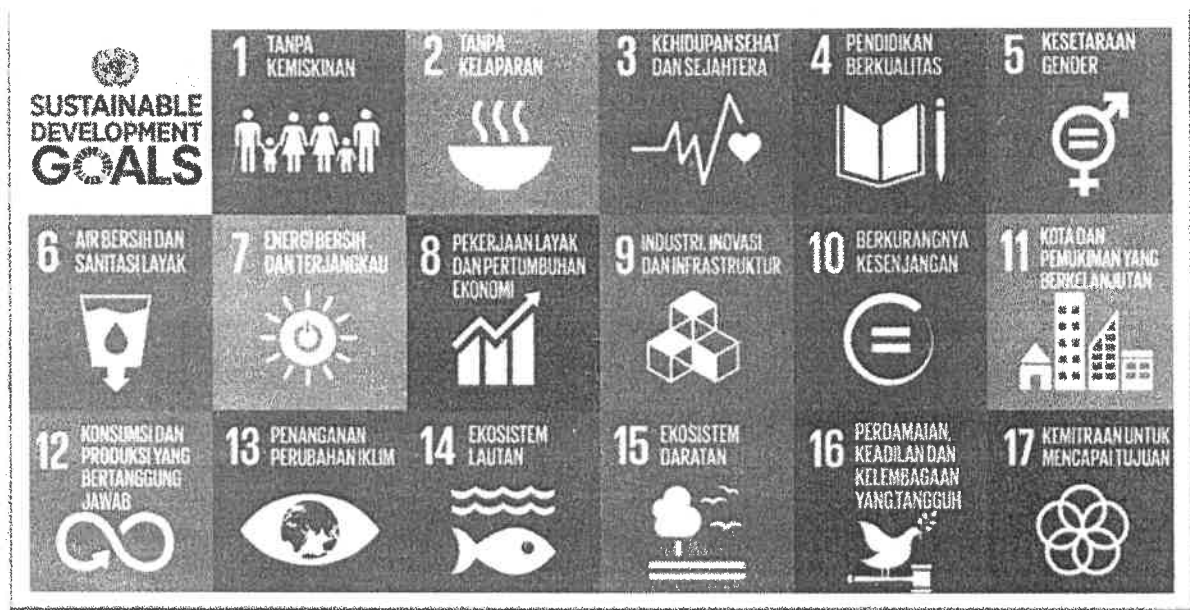 SUSTAINABLE
DEVELOPMENT
GOALS
1 TANPA
KEMISKINAN
2 TANPA
KELAPARAN
3 KEHIDUPAN SEHAT
DAN SEJAHTERA
4 PENDIDIKAN
BERKUALITAS
5 KESETARAAN
GENDER
6 AIR BERSIH DAN
SANITASI LAYAK
7 ENERGI BERSIH
DAN TERJANGKAU
8 PEKERJAAN LAYAK
DAN PERTUMBUHAN
EKONOMI
9 INDUSTRI, INOVASI
DAN INFRASTRUKTUR
10 BERKURANGNYA
KESENJANGAN
11 KOTA DAN
PEMUKIMAN YANG
BERKELANJUTAN
12 KONSUMSI DAN
PRODUKSI YANG
BERTANGGUNG
JAWAB
13 PENANGANAN
PERUBAHAN IKLIM
14 EKOSISTEM
LAUTAN
15 EKOSISTEM
DARATAN
16 PERDAMAIAN,
KEADILAN DAN
KELEMBAGAAN
YANG TANGGUH
17 KEMITRAAN UNTUK
MENCAPAI TUJUAN